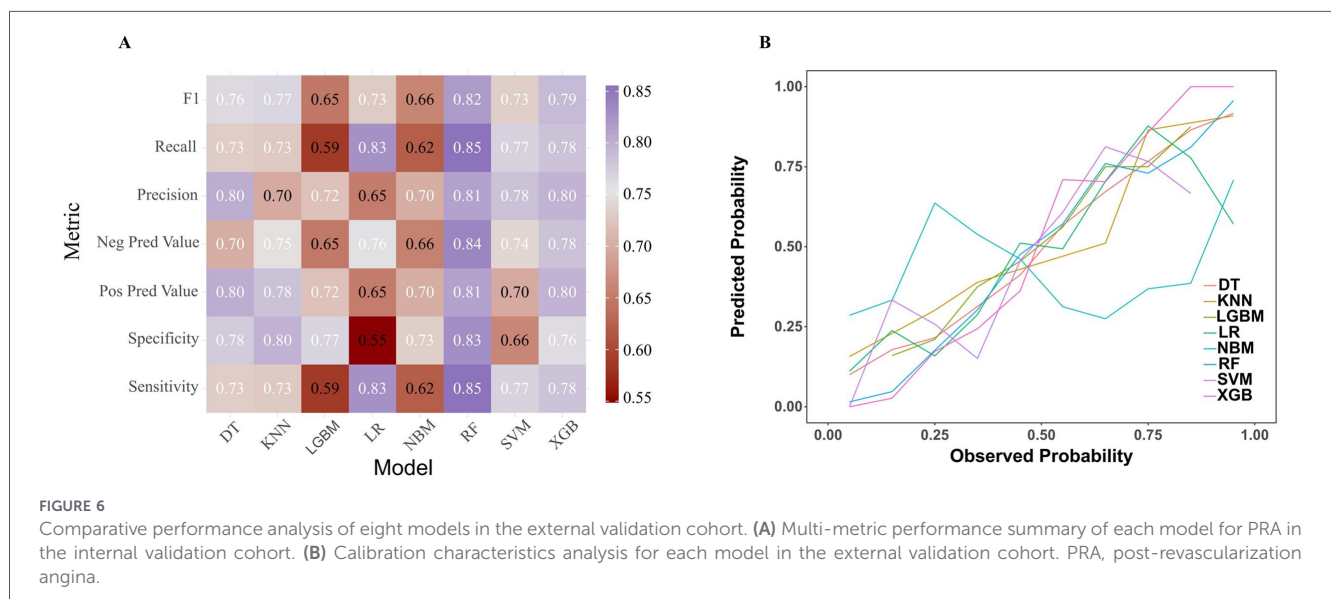 A
F1 0.76 0.77 0.65 0.73 0.66 0.82 0.73 0.79
Recall 0.73 0.73 0.59 0.83 0.62 0.85 0.77 0.78
Precision 0.80 0.70 0.72 0.65 0.70 0.81 0.78 0.80
Neg Pred Value 0.70 0.75 0.65 0.76 0.66 0.84 0.74 0.78
Pos Pred Value 0.80 0.78 0.72 0.65 0.70 0.81 0.70 0.80
Specificity 0.78 0.80 0.77 0.55 0.73 0.83 0.66 0.76
Sensitivity 0.73 0.73 0.59 0.83 0.62 0.85 0.77 0.78
DT KNN LGBM LR NBM RF SVM XGB
Metric
Model
0.85
0.80
0.75
0.70
0.65
0.60
0.55
B
Predicted Probability
1.00
0.75
0.50
0.25
0.00
0.00 0.25 0.50 0.75 1.00
Observed Probability
DT
KNN
LGBM
LR
NBM
RF
SVM
XGB
FIGURE 6
Comparative performance analysis of eight models in the external validation cohort. (A) Multi-metric performance summary of each model for PRA in
the internal validation cohort. (B) Calibration characteristics analysis for each model in the external validation cohort. PRA, post-revascularization
angina.